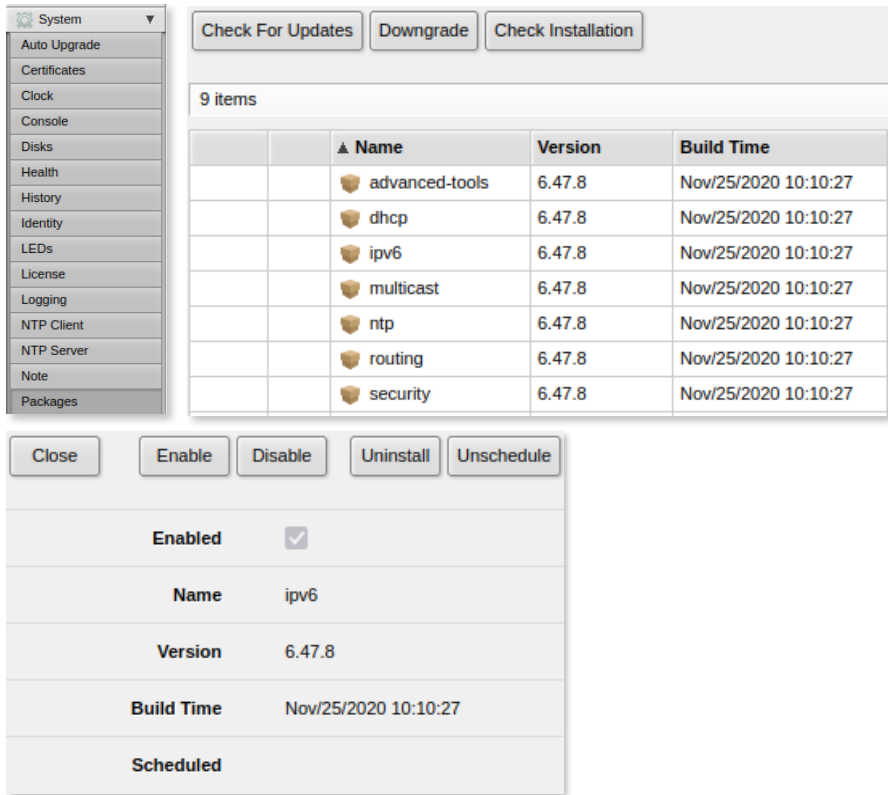 System ▼
Auto Upgrade
Certificates
Clock
Console
Disks
Health
History
Identity
LEDs
License
Logging
NTP Client
NTP Server
Note
Packages
Check For Updates Downgrade Check Installation
9 items
▲ Name Version Build Time
advanced-tools 6.47.8 Nov/25/2020 10:10:27
dhcp 6.47.8 Nov/25/2020 10:10:27
ipv6 6.47.8 Nov/25/2020 10:10:27
multicast 6.47.8 Nov/25/2020 10:10:27
ntp 6.47.8 Nov/25/2020 10:10:27
routing 6.47.8 Nov/25/2020 10:10:27
security 6.47.8 Nov/25/2020 10:10:27
Close Enable Disable Uninstall Unschedule
Enabled
Name ipv6
Version 6.47.8
Build Time Nov/25/2020 10:10:27
Scheduled